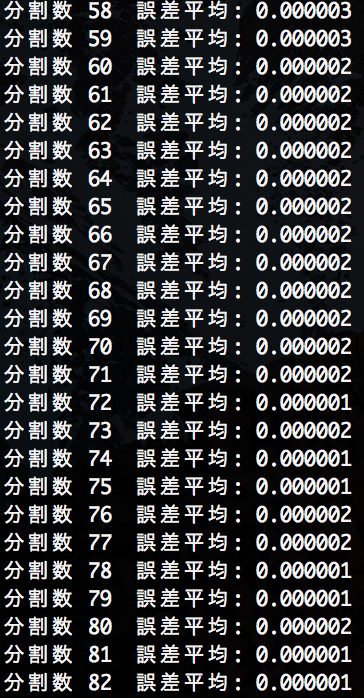 分割数 58 誤差平均: 0.000003
分割数 59 誤差平均: 0.000003
分割数 60 誤差平均: 0.000002
分割数 61 誤差平均: 0.000002
分割数 62 誤差平均: 0.000002
分割数 63 誤差平均: 0.000002
分割数 64 誤差平均: 0.000002
分割数 65 誤差平均: 0.000002
分割数 66 誤差平均: 0.000002
分割数 67 誤差平均: 0.000002
分割数 68 誤差平均: 0.000002
分割数 69 誤差平均: 0.000002
分割数 70 誤差平均: 0.000002
分割数 71 誤差平均: 0.000002
分割数 72 誤差平均: 0.000001
分割数 73 誤差平均: 0.000002
分割数 74 誤差平均: 0.000001
分割数 75 誤差平均: 0.000001
分割数 76 誤差平均: 0.000002
分割数 77 誤差平均: 0.000002
分割数 78 誤差平均: 0.000001
分割数 79 誤差平均: 0.000001
分割数 80 誤差平均: 0.000002
分割数 81 誤差平均: 0.000001
分割数 82 誤差平均: 0.000001